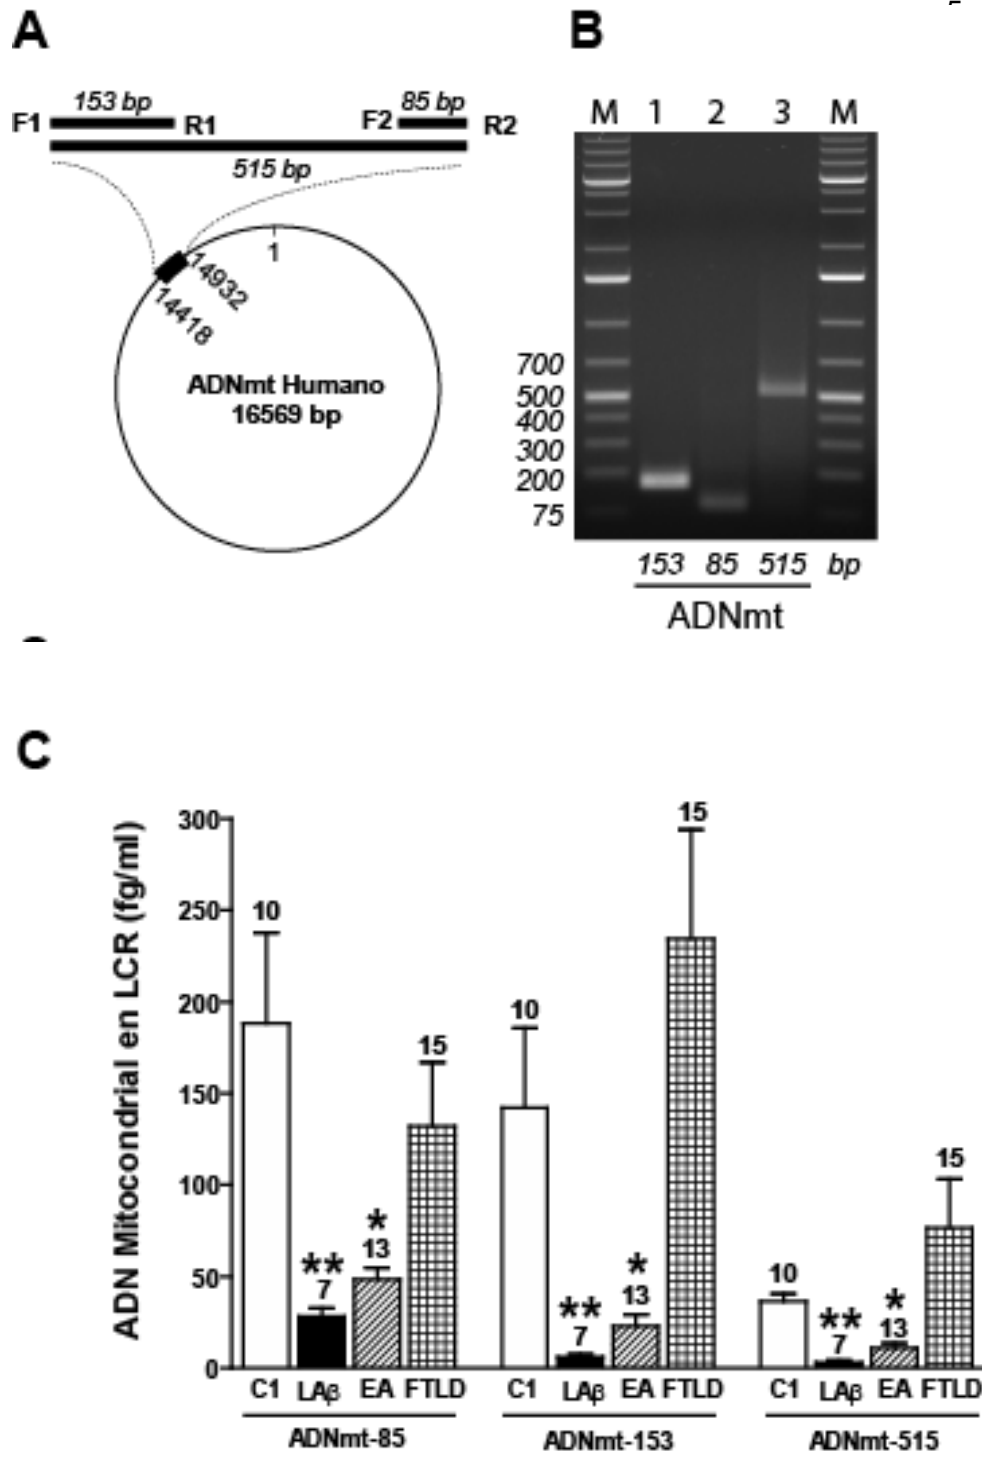 A
153 bp
85 bp
F1
R1
F2
R2
515 bp
1
14932
14418
ADNmt Humano
16569 bp
B
M 1 2 3 M
700
500
400
300
200
75
153 85 515 bp
ADNmt
C
ADN Mitocondrial en LCR (fg/ml)
300
250
200
150
100
50
0
10
**
7
*
13
15
10
**
7
*
13
15
10
**
7
*
13
15
C1 LAβ EA FTLD
C1 LAβ EA FTLD
C1 LAβ EA FTLD
ADNmt-85
ADNmt-153
ADNmt-515